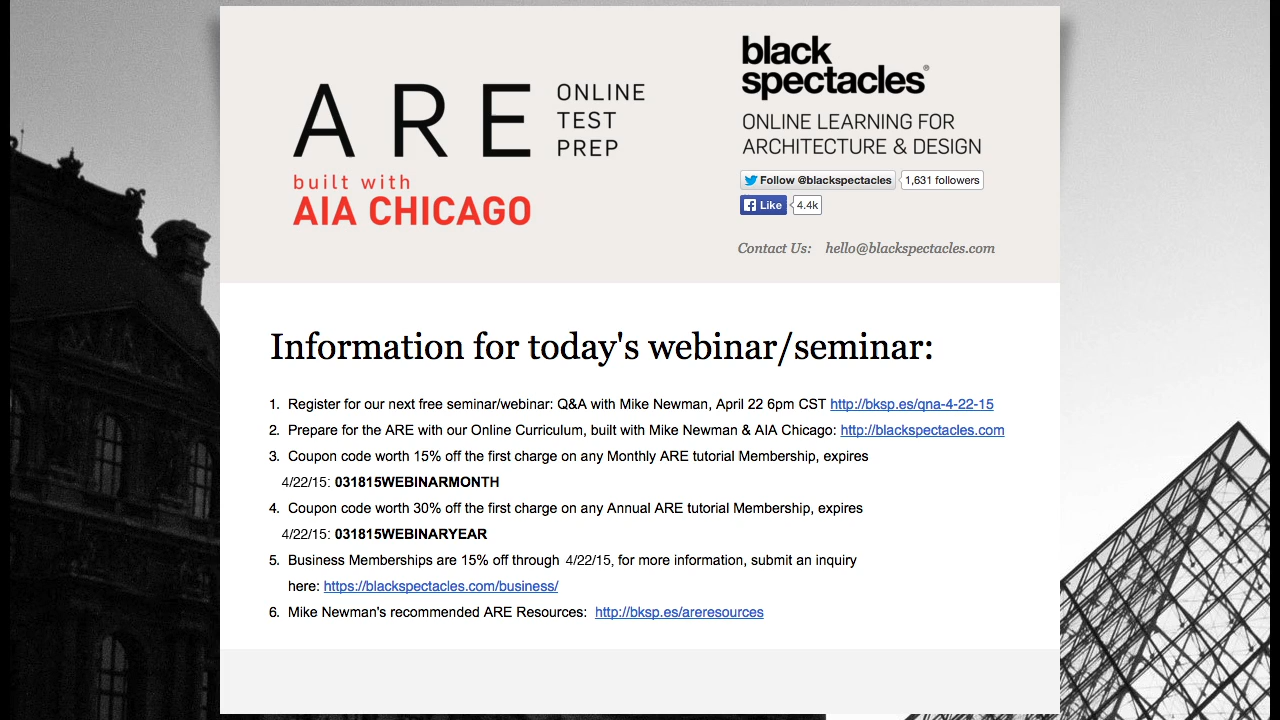 A R E
ONLINE
TEST
PREP
built with
AIA CHICAGO
black
spectacles®
ONLINE LEARNING FOR
ARCHITECTURE & DESIGN
Follow @blackspectacles 1,631 followers
Like 4.4k
Contact Us: hello@blackspectacles.com
Information for today's webinar/seminar:
1. Register for our next free seminar/webinar: Q&A with Mike Newman, April 22 6pm CST http://bksp.es/qna-4-22-15
2. Prepare for the ARE with our Online Curriculum, built with Mike Newman & AIA Chicago: http://blackspectacles.com
3. Coupon code worth 15% off the first charge on any Monthly ARE tutorial Membership, expires
4/22/15: 031815WEBINARMONTH
4. Coupon code worth 30% off the first charge on any Annual ARE tutorial Membership, expires
4/22/15: 031815WEBINARYEAR
5. Business Memberships are 15% off through 4/22/15, for more information, submit an inquiry
here: https://blackspectacles.com/business/
6. Mike Newman's recommended ARE Resources: http://bksp.es/areresources